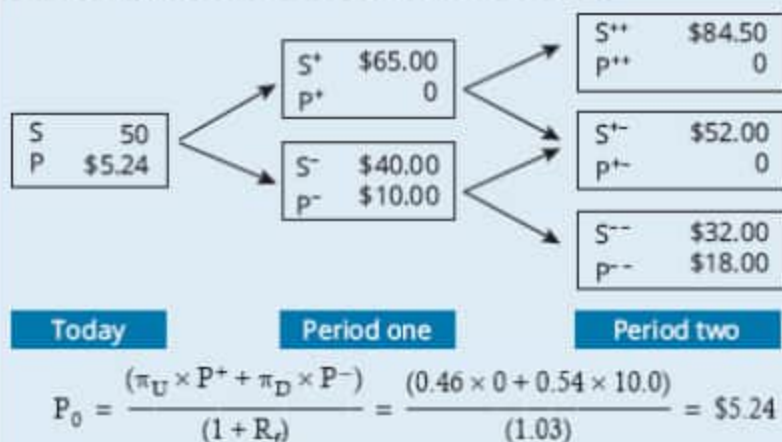 S⁺⁺ $84.50
P⁺⁺ 0
S⁺ $65.00
P⁺ 0
S 50
P $5.24
S⁺⁻ $52.00
P⁺⁻ 0
S⁻ $40.00
P⁻ $10.00
S⁻⁻ $32.00
P⁻⁻ $18.00
Today Period one Period two
P₀ = (π_U × P⁺ + π_D × P⁻) / (1 + R_f) = (0.46 × 0 + 0.54 × 10.0) / (1.03) = $5.24